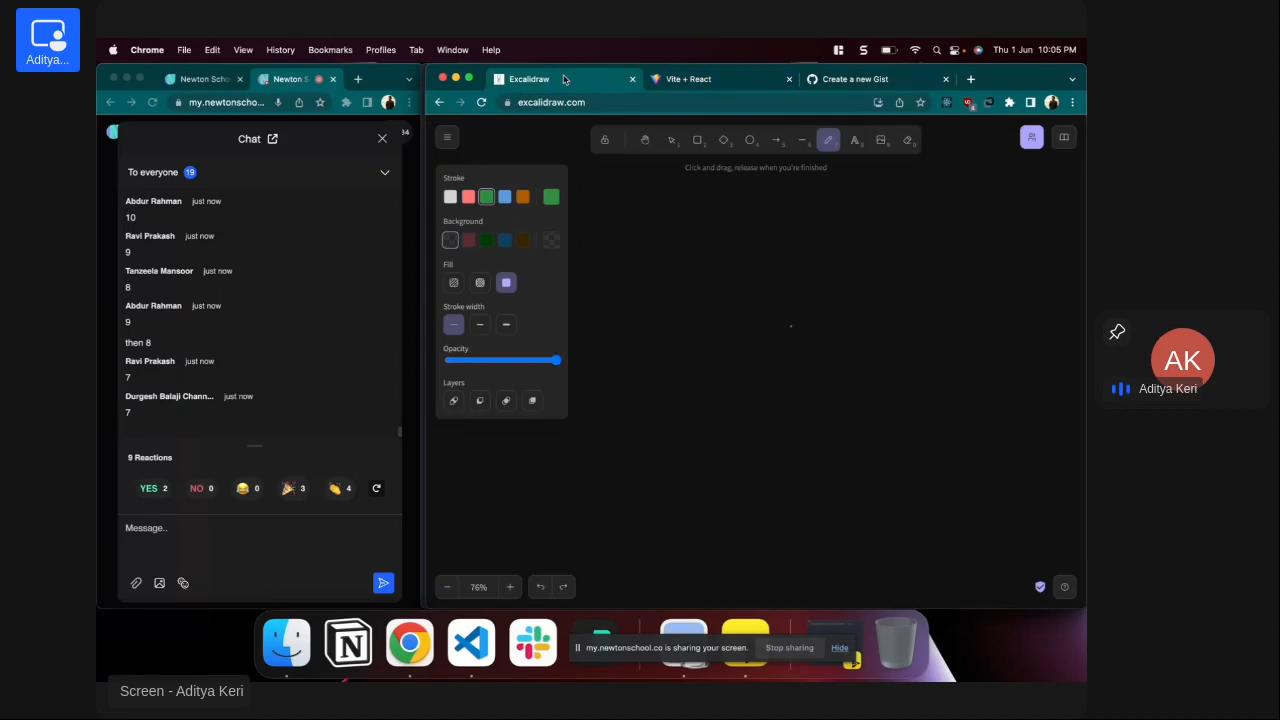 Aditya...
Chrome File Edit View History Bookmarks Profiles Tab Window Help
Thu 1 Jun 10:05 PM
Newton Scho
Newton S
Excalidraw
Vite + React
Create a new Gist
my.newtonscho...
excalidraw.com
Chat
34
To everyone 19
Abdur Rahman just now
10
Ravi Prakash just now
9
Tanzeela Mansoor just now
8
Abdur Rahman just now
9
then 8
Ravi Prakash just now
7
Durgesh Balaji Chann... just now
7
9 Reactions
YES 2 NO 0 0 3 4
Message..
Click and drag, release when you're finished
Stroke
Background
Fill
Stroke width
Opacity
Layers
76%
my.newtonschool.co is sharing your screen.
Stop sharing
Hide
AK
Aditya Keri
Screen - Aditya Keri